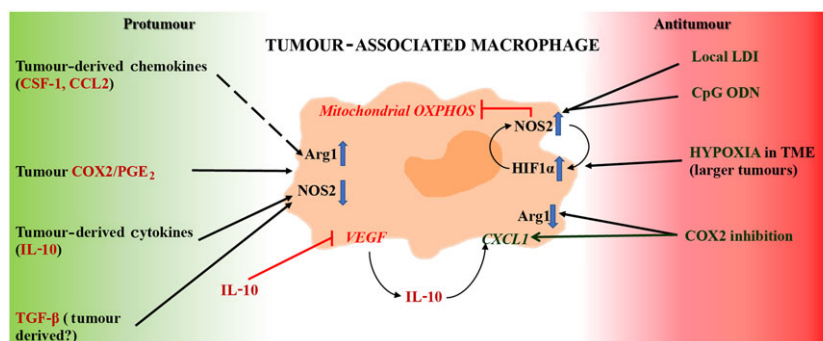 Protumour
Antitumour
TUMOUR-ASSOCIATED MACROPHAGE
Tumour-derived chemokines
(CSF-1, CCL2)
Tumour COX2/PGE2
Tumour-derived cytokines
(IL-10)
TGF-β ( tumour
derived?)
Mitochondrial OXPHOS
NOS2
HIF1α
Arg1
NOS2
Arg1
VEGF
CXCL1
IL-10
IL-10
Local LDI
CpG ODN
HYPOXIA in TME
(larger tumours)
COX2 inhibition